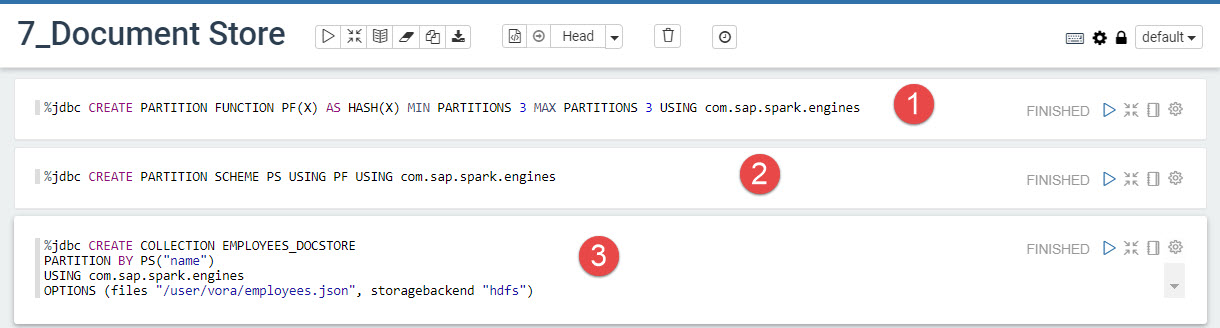 7_Document Store
Head
default
%jdbc CREATE PARTITION FUNCTION PF(X) AS HASH(X) MIN PARTITIONS 3 MAX PARTITIONS 3 USING com.sap.spark.engines
1
FINISHED
%jdbc CREATE PARTITION SCHEME PS USING PF USING com.sap.spark.engines
2
FINISHED
%jdbc CREATE COLLECTION EMPLOYEES_DOCSTORE
3
FINISHED
PARTITION BY PS("name")
USING com.sap.spark.engines
OPTIONS (files "/user/vora/employees.json", storagebackend "hdfs")